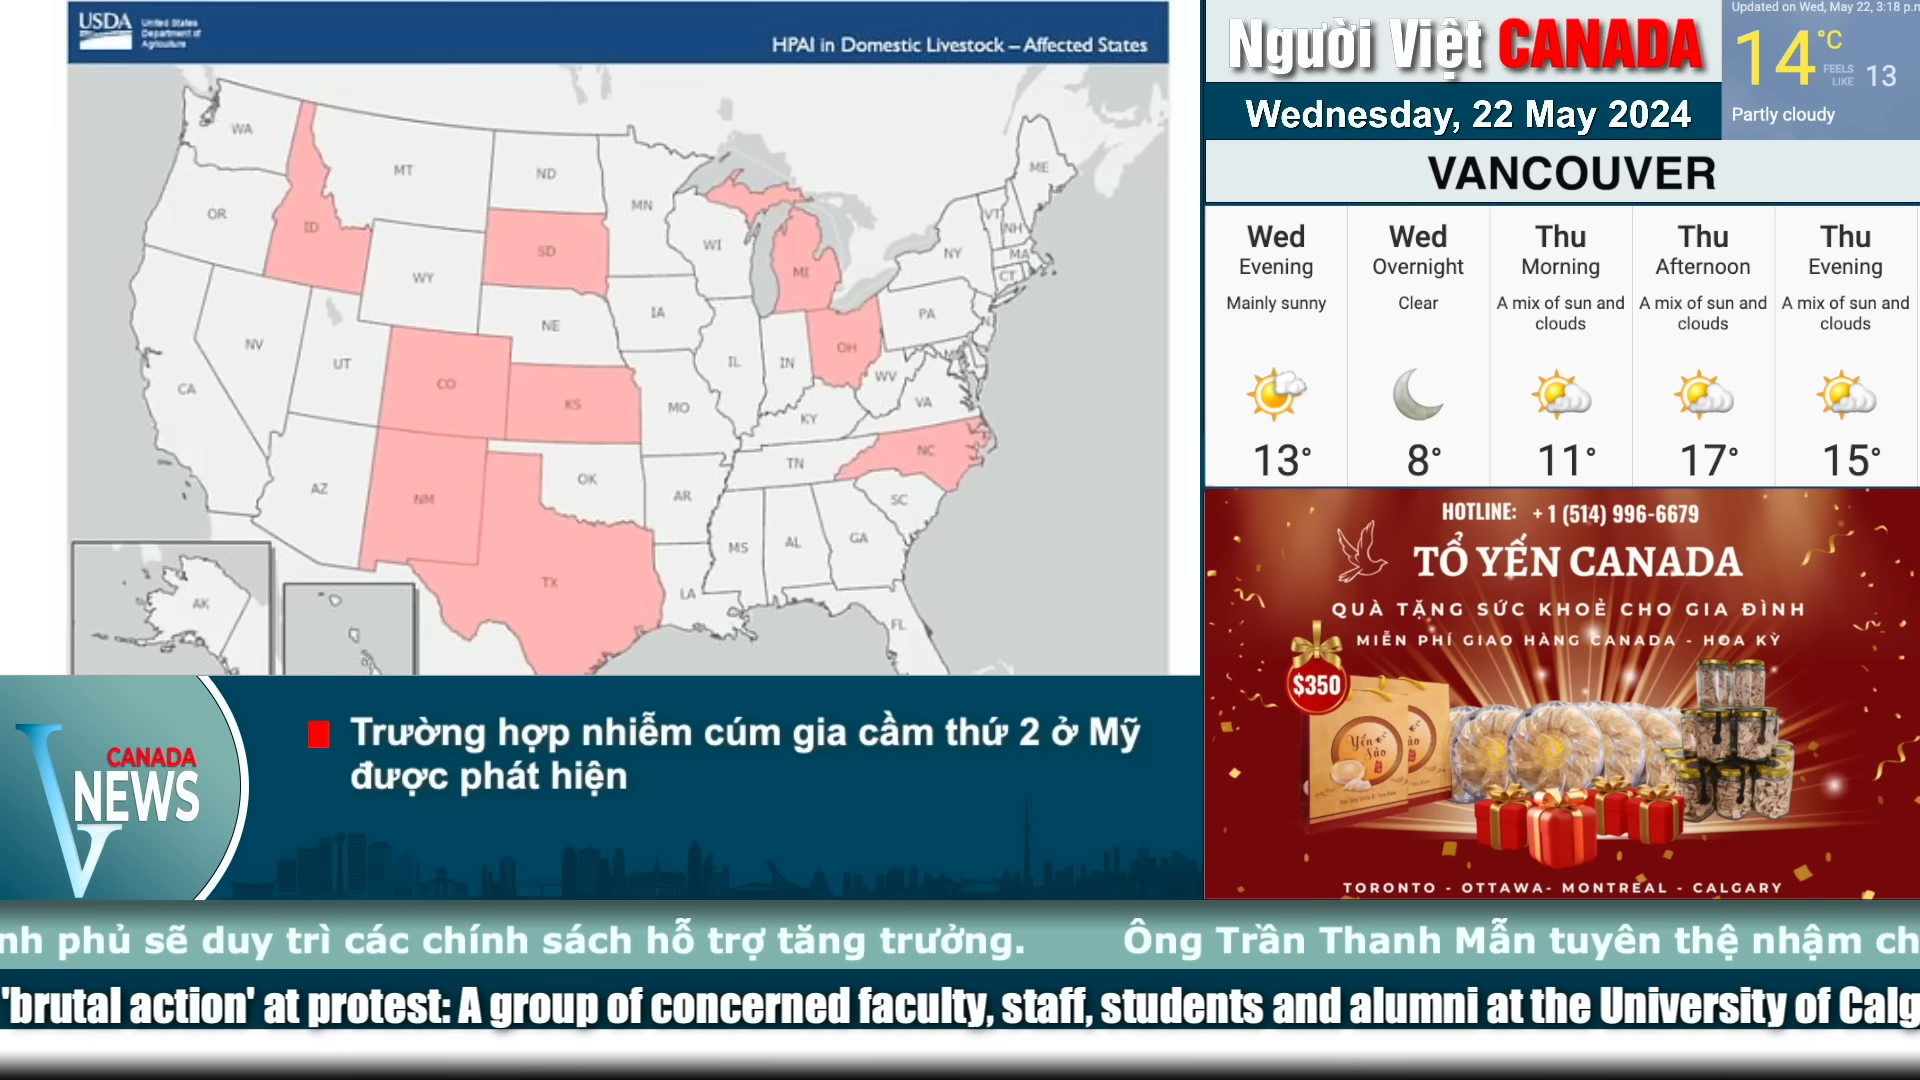 USDA
United States
Department of
Agriculture
HPAI in Domestic Livestock – Affected States
WA
MT
ND
MN
ME
OR
ID
SD
WI
MI
VT
NH
NY
MA
CT
WY
IA
NE
PA
NV
UT
CO
KS
IL
IN
OH
WV
VA
CA
MO
KY
NC
TN
AZ
NM
OK
AR
SC
MS
AL
GA
TX
LA
AK
FL
Người Việt CANADA
Wednesday, 22 May 2024
Updated on Wed, May 22, 3:18 p.m
14°C
FEELS
LIKE 13
Partly cloudy
VANCOUVER
Wed
Evening
Mainly sunny
13°
Wed
Overnight
Clear
8°
Thu
Morning
A mix of sun and
clouds
11°
Thu
Afternoon
A mix of sun and
clouds
17°
Thu
Evening
A mix of sun and
clouds
15°
HOTLINE: + 1 (514) 996-6679
TỔ YẾN CANADA
QUÀ TẶNG SỨC KHOẺ CHO GIA ĐÌNH
MIỄN PHÍ GIAO HÀNG CANADA - HOA KỲ
$350
Yến
Sào
TORONTO - OTTAWA- MONTREAL - CALGARY
CANADA
V NEWS
Trường hợp nhiễm cúm gia cầm thứ 2 ở Mỹ
được phát hiện
nh phủ sẽ duy trì các chính sách hỗ trợ tăng trưởng. Ông Trần Thanh Mẫn tuyên thệ nhậm ch
'brutal action' at protest: A group of concerned faculty, staff, students and alumni at the University of Calg